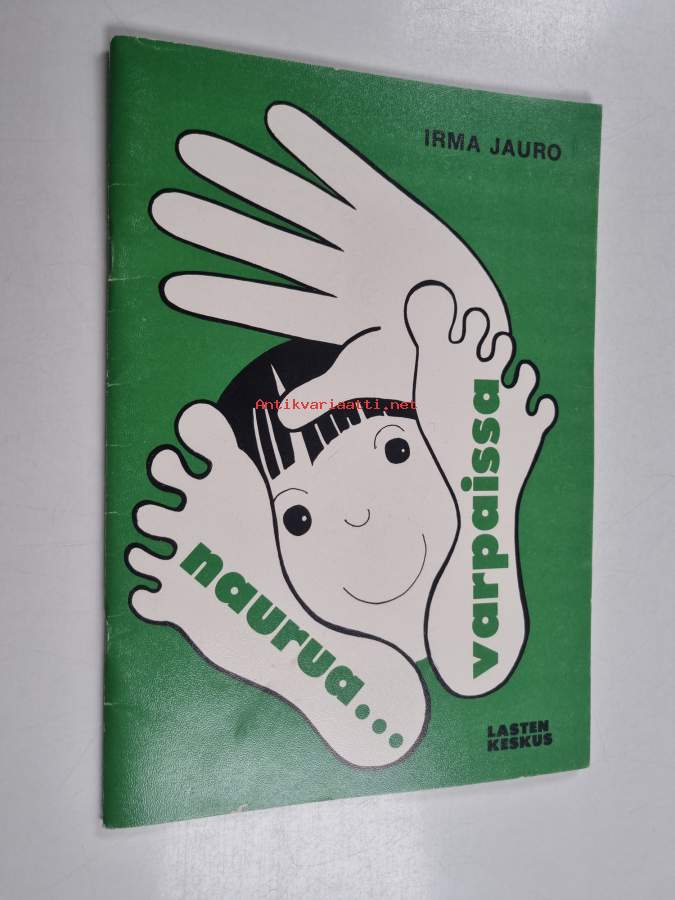 IRMA JAURO
naurua...
varpaissa
LASTEN
KESKUS
Antikvariaatti.net